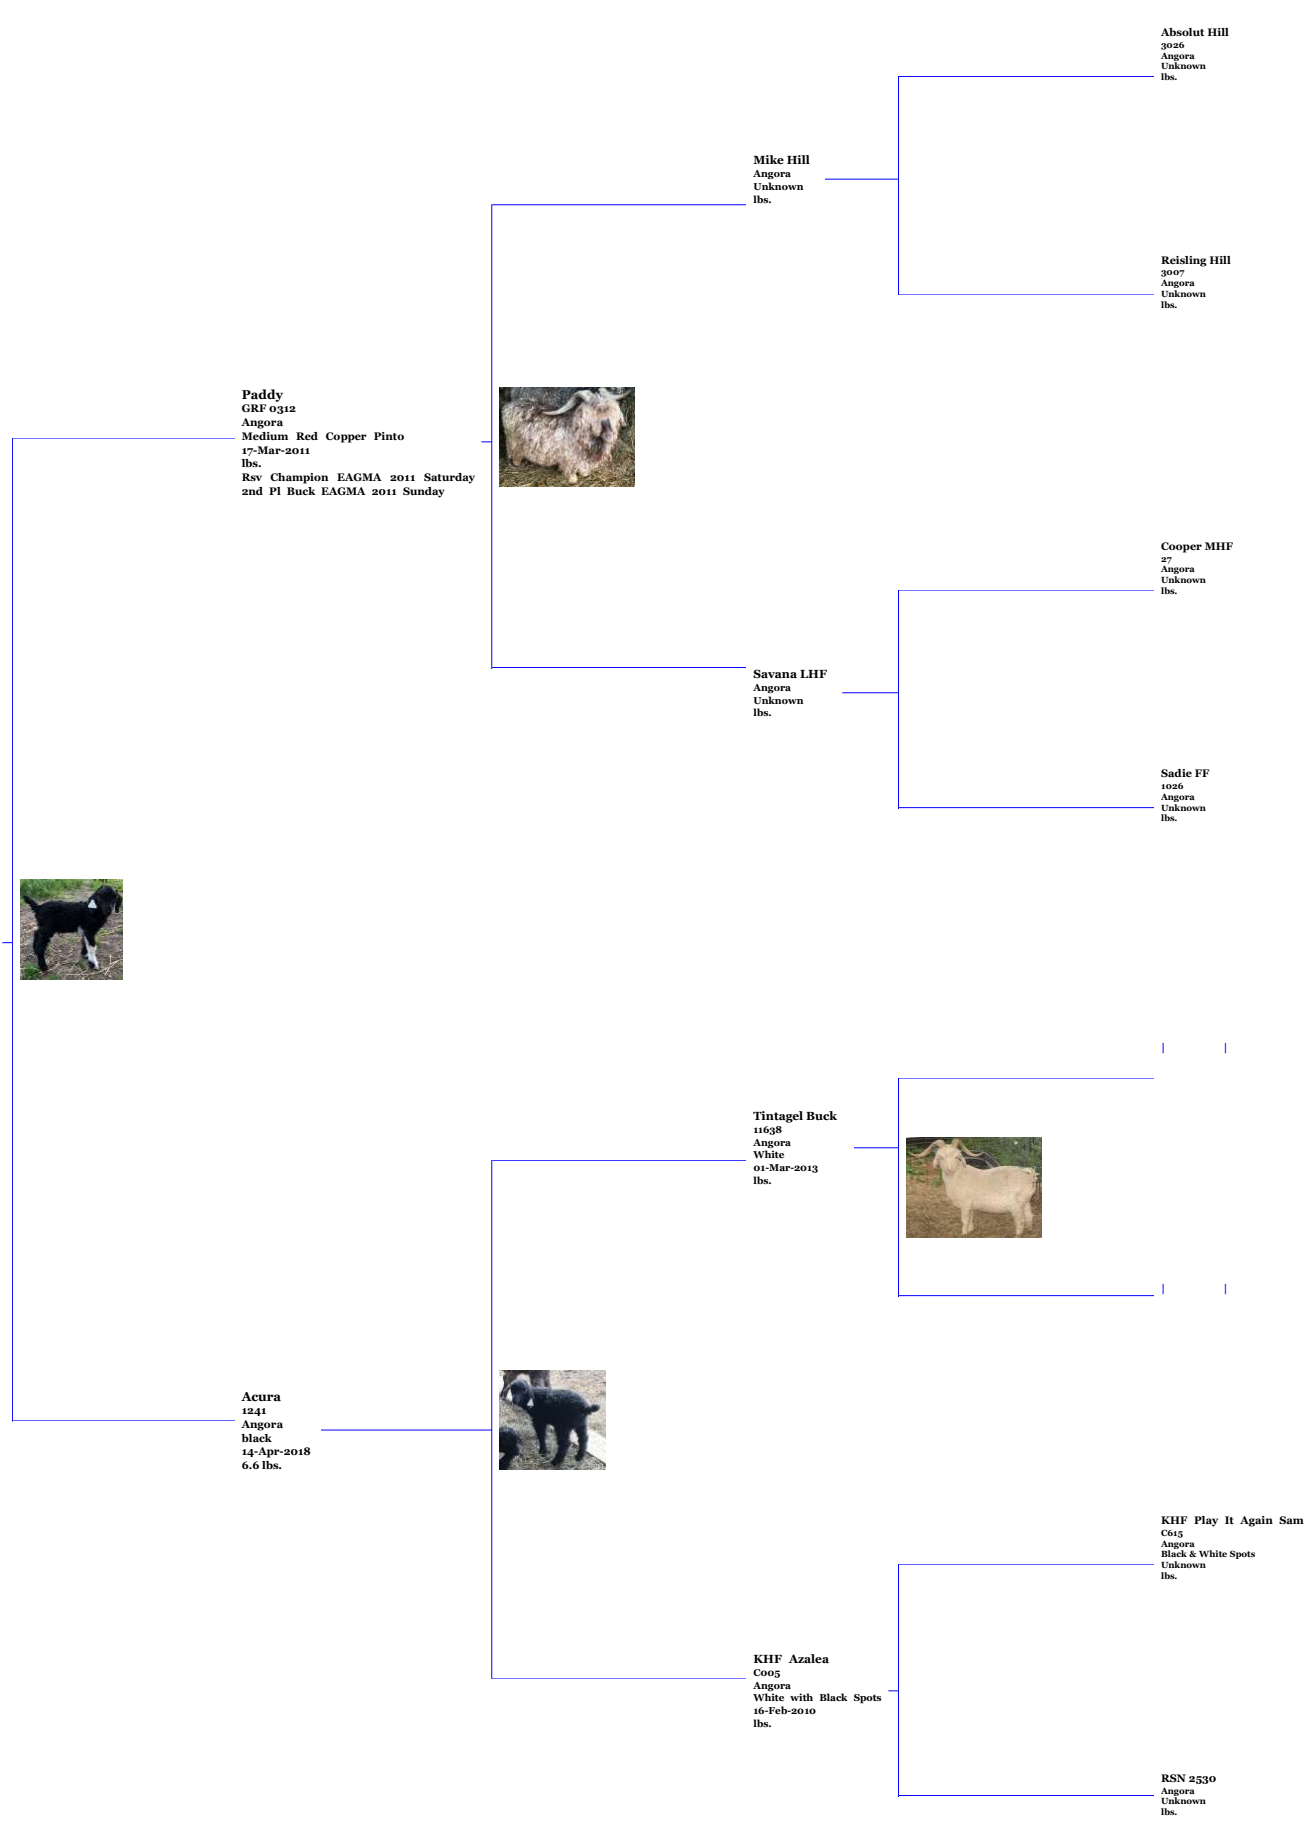 Absolut Hill
3026
Angora
Unknown
lbs.
Mike Hill
Angora
Unknown
lbs.
Reisling Hill
3007
Angora
Unknown
lbs.
Paddy
GRF 0312
Angora
Medium Red Copper Pinto
17-Mar-2011
lbs.
Rsv Champion EAGMA 2011 Saturday
2nd Pl Buck EAGMA 2011 Sunday
Cooper MHF
27
Angora
Unknown
lbs.
Savana LHF
Angora
Unknown
lbs.
Sadie FF
1026
Angora
Unknown
lbs.
Tintagel Buck
11638
Angora
White
01-Mar-2013
lbs.
Acura
1241
Angora
black
14-Apr-2018
6.6 lbs.
KHF Play It Again Sam
C615
Angora
Black & White Spots
Unknown
lbs.
KHF Azalea
C005
Angora
White with Black Spots
16-Feb-2010
lbs.
RSN 2530
Angora
Unknown
lbs.